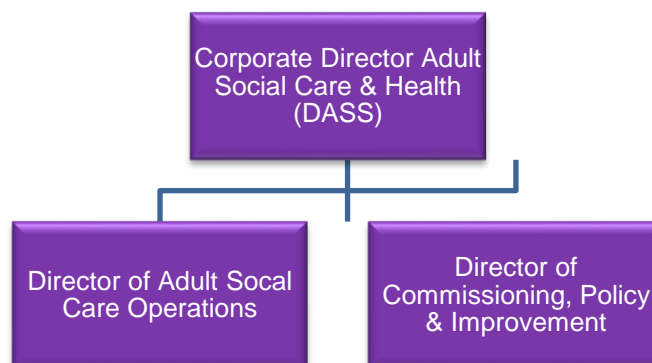 Corporate Director Adult
Social Care & Health
(DASS)
Director of Adult Socal
Care Operations
Director of
Commissioning, Policy
& Improvement